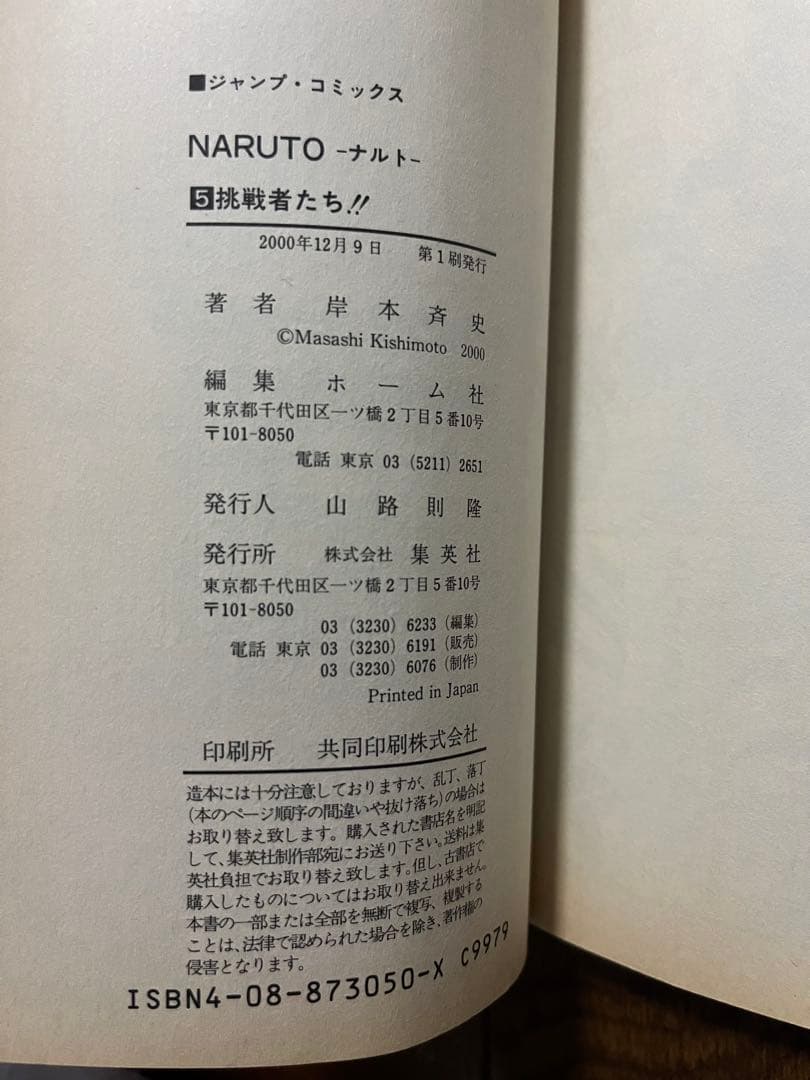 ■ジャンプ・コミックス
NARUTO -ナルト-
5挑戦者たち!!
2000年12月9日 第1刷発行
著者 岸本斉史
©Masashi Kishimoto 2000
編集 ホーム社
東京都千代田区一ツ橋2丁目5番10号
〒101-8050
電話 東京 03 (5211) 2651
発行人 山路則隆
発行所 株式会社 集英社
東京都千代田区一ツ橋2丁目5番10号
〒101-8050
03 (3230) 6233 (編集)
電話 東京 03 (3230) 6191 (販売)
03 (3230) 6076 (制作)
Printed in Japan
印刷所 共同印刷株式会社
造本には十分注意しておりますが、乱丁、落丁
(本のページ順序の間違いや抜け落ち)の場合は
お取り替え致します。購入された書店名を明記
して、集英社制作部宛にお送り下さい。送料は集
英社負担でお取り替え致します。但し、古書店で
購入したものについてはお取り替え出来ません。
本書の一部または全部を無断で複写、複製する
ことは、法律で認められた場合を除き、著作権の
侵害となります。
ISBN4-08-873050-X C9979